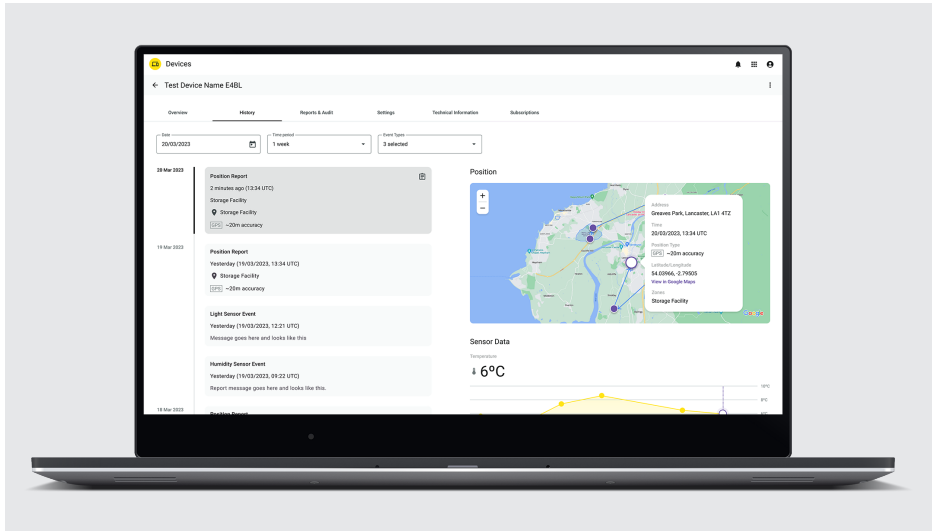 Devices
Test Device Name E4BL
Overview
History
Reports & Audit
Settings
Technical Information
Subscriptions
Date
20/03/2023
Time period
1 week
Event Types
3 selected
20 Mar 2023
Position Report
2 minutes ago (13:34 UTC)
Storage Facility
Storage Facility
GPS ~20m accuracy
19 Mar 2023
Position Report
Yesterday (19/03/2023, 13:34 UTC)
Storage Facility
GPS ~20m accuracy
Light Sensor Event
Yesterday (19/03/2023, 12:21 UTC)
Message goes here and looks like this
Humidity Sensor Event
Yesterday (19/03/2023, 09:22 UTC)
Report message goes here and looks like this.
18 Mar 2023
Position Report
Position
+
−
Address
Greaves Park, Lancaster, LA1 4TZ
Time
20/03/2023, 13:34 UTC
Position Type
GPS ~20m accuracy
Latitude/Longitude
54.03966, -2.79505
View in Google Maps
Zones
Storage Facility
Google
Sensor Data
Temperature
6°C
10°C
8°C
6°C